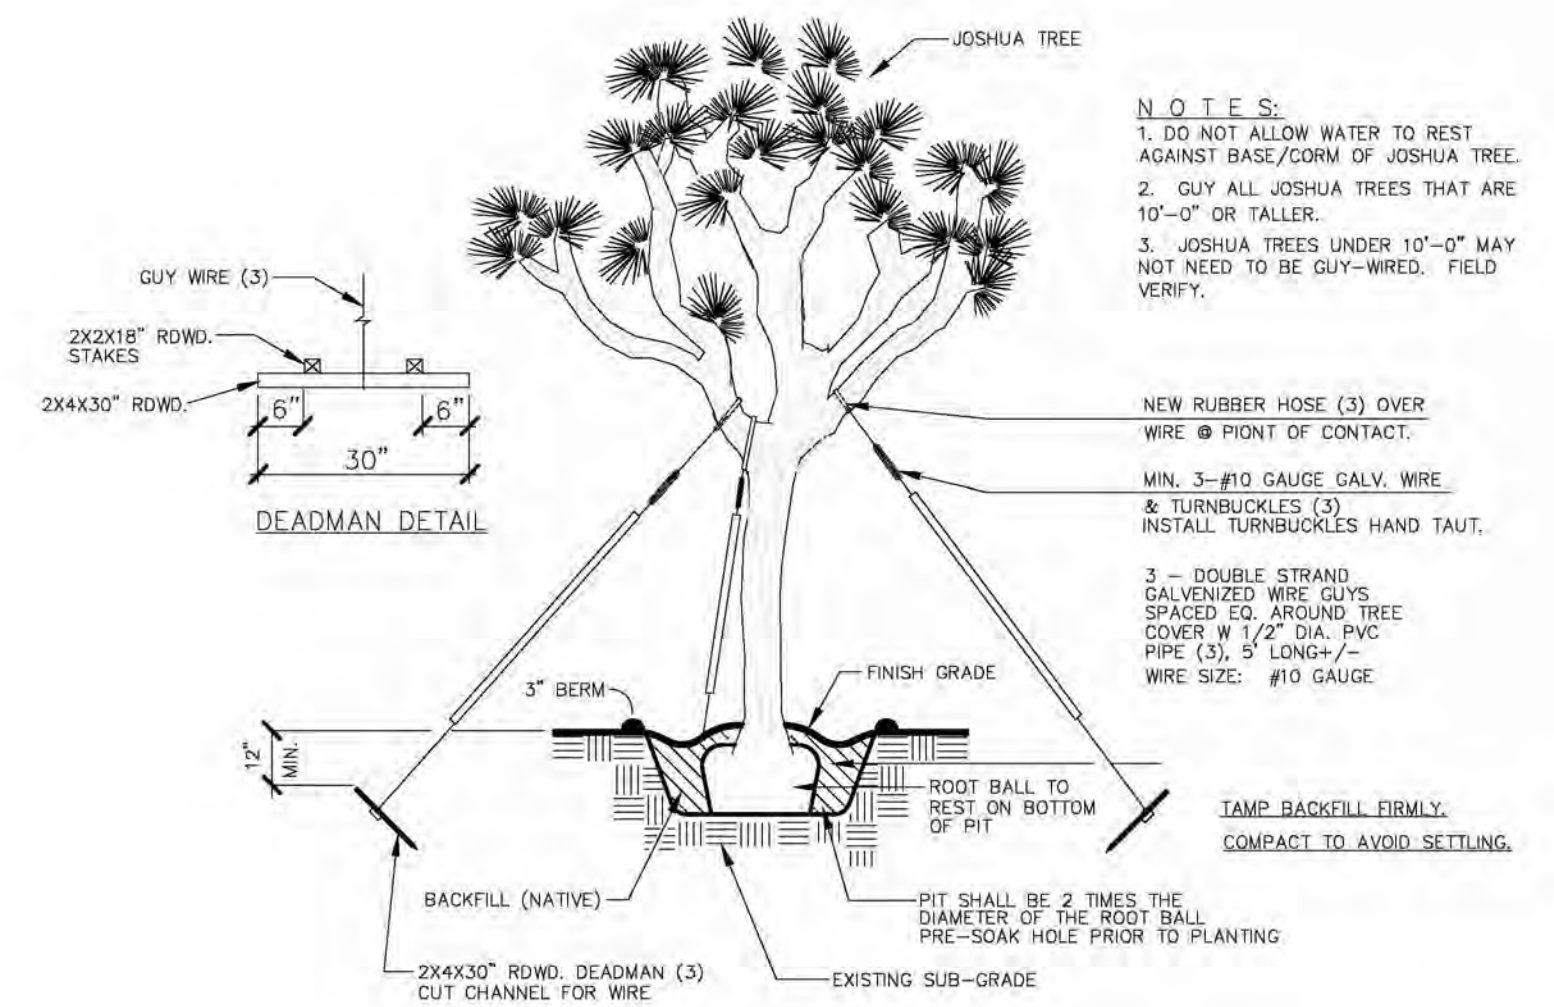 JOSHUA TREE
N O T E S:
1. DO NOT ALLOW WATER TO REST
AGAINST BASE/CORM OF JOSHUA TREE.
2. GUY ALL JOSHUA TREES THAT ARE
10'-0" OR TALLER.
3. JOSHUA TREES UNDER 10'-0" MAY
NOT NEED TO BE GUY-WIRED. FIELD
VERIFY.
GUY WIRE (3)
2X2X18" RDWD.
STAKES
2X4X30" RDWD.
6"
6"
30"
DEADMAN DETAIL
NEW RUBBER HOSE (3) OVER
WIRE @ PIONT OF CONTACT.
MIN. 3-#10 GAUGE GALV. WIRE
& TURNBUCKLES (3)
INSTALL TURNBUCKLES HAND TAUT.
3 - DOUBLE STRAND
GALVENIZED WIRE GUYS
SPACED EQ. AROUND TREE
COVER W 1/2" DIA. PVC
PIPE (3), 5' LONG+/-
WIRE SIZE: #10 GAUGE
FINISH GRADE
3" BERM
12"
MIN.
ROOT BALL TO
REST ON BOTTOM
OF PIT
TAMP BACKFILL FIRMLY.
COMPACT TO AVOID SETTLING.
BACKFILL (NATIVE)
PIT SHALL BE 2 TIMES THE
DIAMETER OF THE ROOT BALL
PRE-SOAK HOLE PRIOR TO PLANTING
2X4X30" RDWD. DEADMAN (3)
CUT CHANNEL FOR WIRE
EXISTING SUB-GRADE